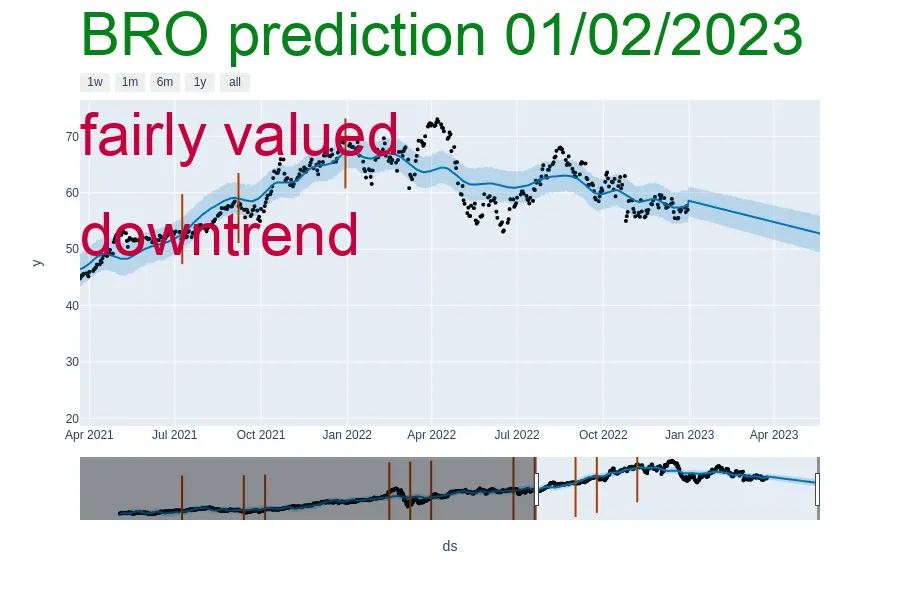 BRO prediction 01/02/2023
1w 1m 6m 1y all
fairly valued
downtrend
y
70
60
50
40
30
20
Apr 2021 Jul 2021 Oct 2021 Jan 2022 Apr 2022 Jul 2022 Oct 2022 Jan 2023 Apr 2023
ds